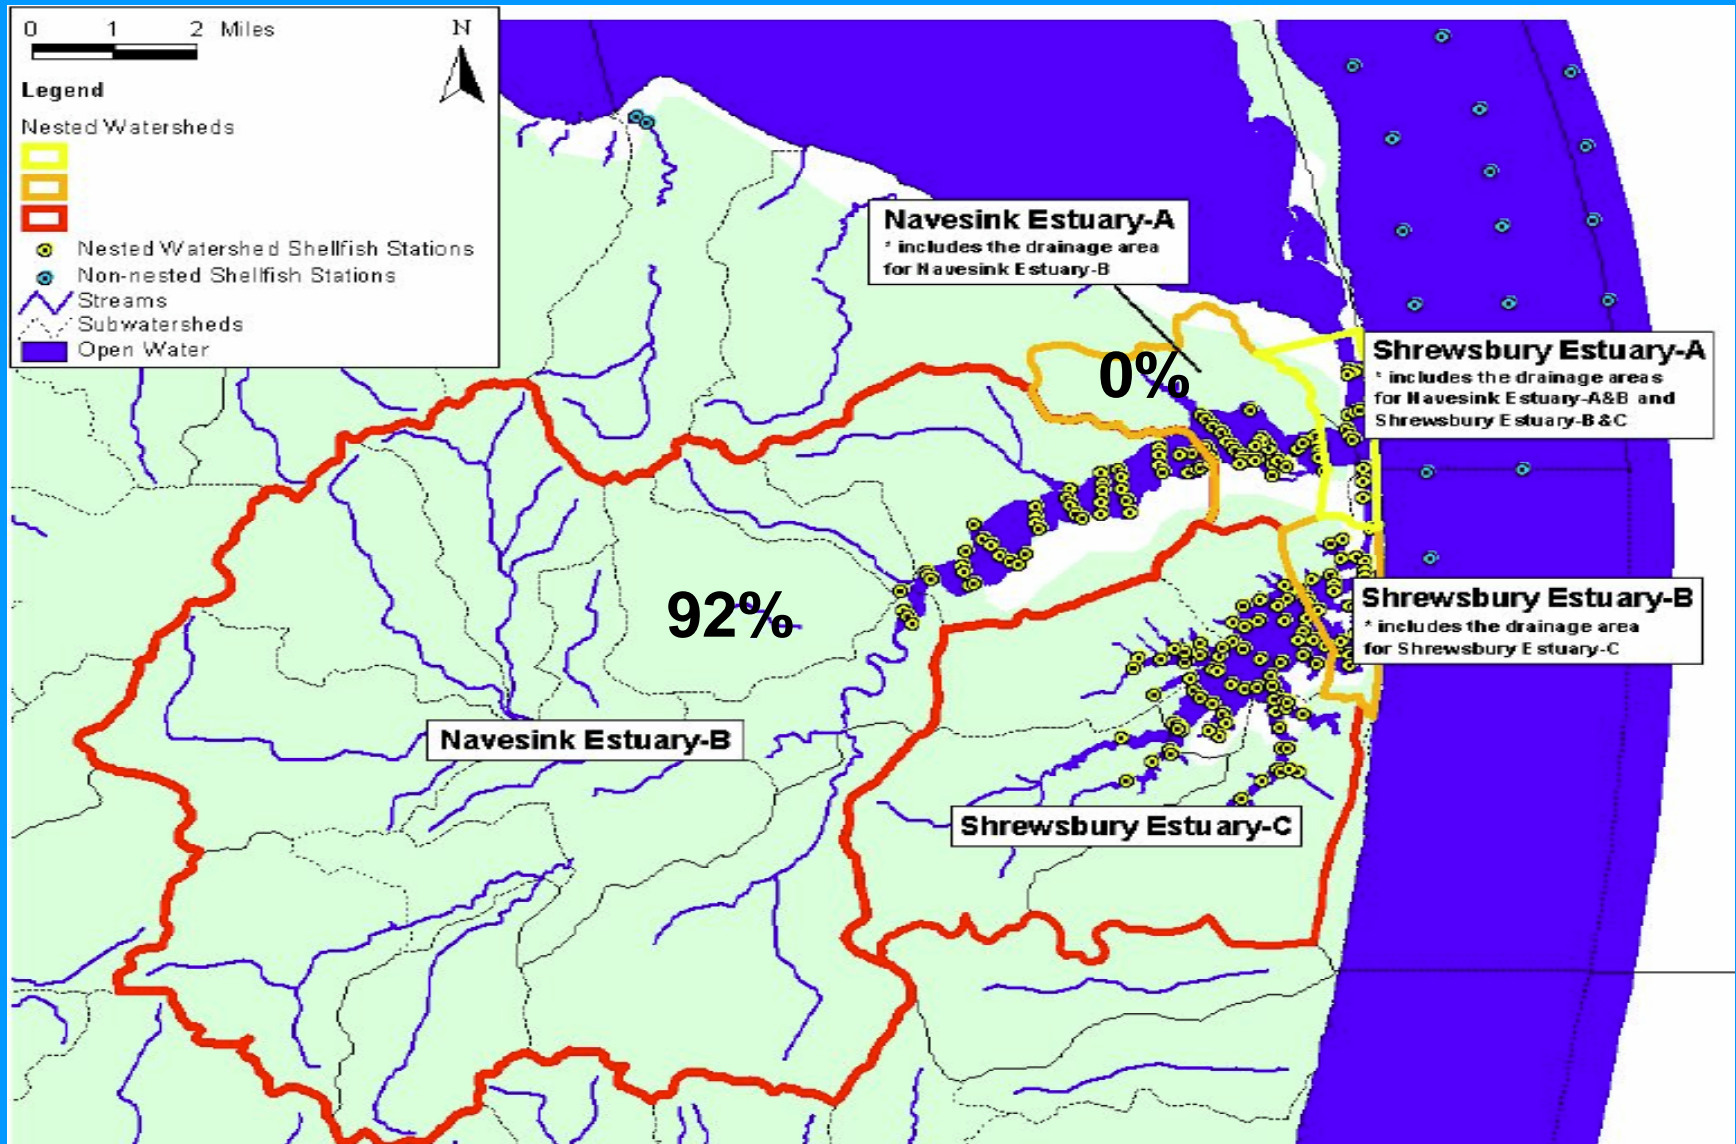 0 1 2 Miles
N
Legend
Nested Watersheds
Nested Watershed Shellfish Stations
Non-nested Shellfish Stations
Streams
Subwatersheds
Open Water
Navesink Estuary-A
* includes the drainage area
for Navesink Estuary-B
0%
Shrewsbury Estuary-A
* includes the drainage areas
for Navesink Estuary-A&B and
Shrewsbury Estuary-B&C
92%
Shrewsbury Estuary-B
* includes the drainage area
for Shrewsbury Estuary-C
Navesink Estuary-B
Shrewsbury Estuary-C